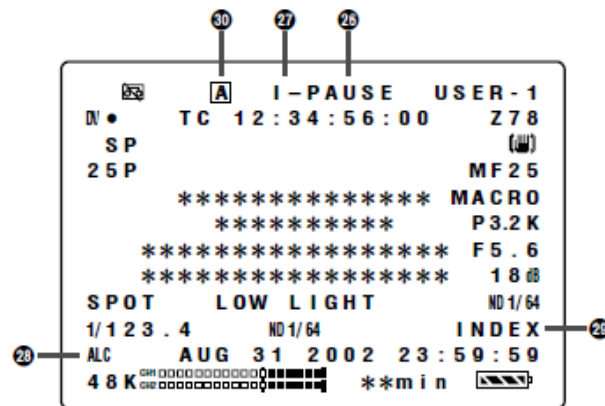 30 27 26
A I-PAUSE USER-1
DV ● TC 12:34:56:00 Z78
SP
25P MF25
************** MACRO
********** P3.2K
***************** F5.6
***************** 18dB
SPOT LOW LIGHT ND1/64
1/123.4 ND1/64 INDEX 29
28 ALC AUG 31 2002 23:59:59
48K CH1 **min
CH2